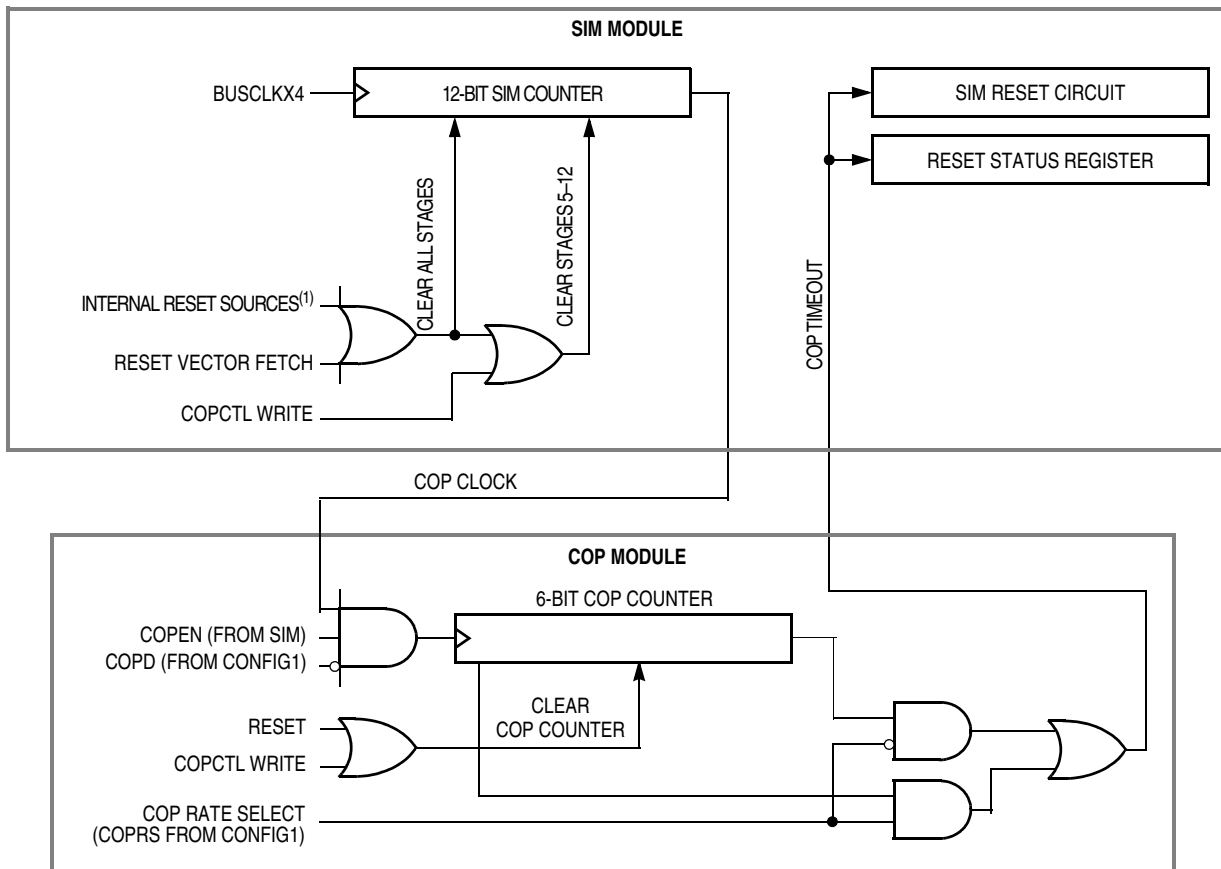 SIM MODULE
BUSCLKX4
12-BIT SIM COUNTER
SIM RESET CIRCUIT
RESET STATUS REGISTER
CLEAR ALL STAGES
CLEAR STAGES 5–12
COP TIMEOUT
INTERNAL RESET SOURCES(1)
RESET VECTOR FETCH
COPCTL WRITE
COP CLOCK
COP MODULE
6-BIT COP COUNTER
COPEN (FROM SIM)
COPD (FROM CONFIG1)
CLEAR
COP COUNTER
RESET
COPCTL WRITE
COP RATE SELECT
(COPRS FROM CONFIG1)